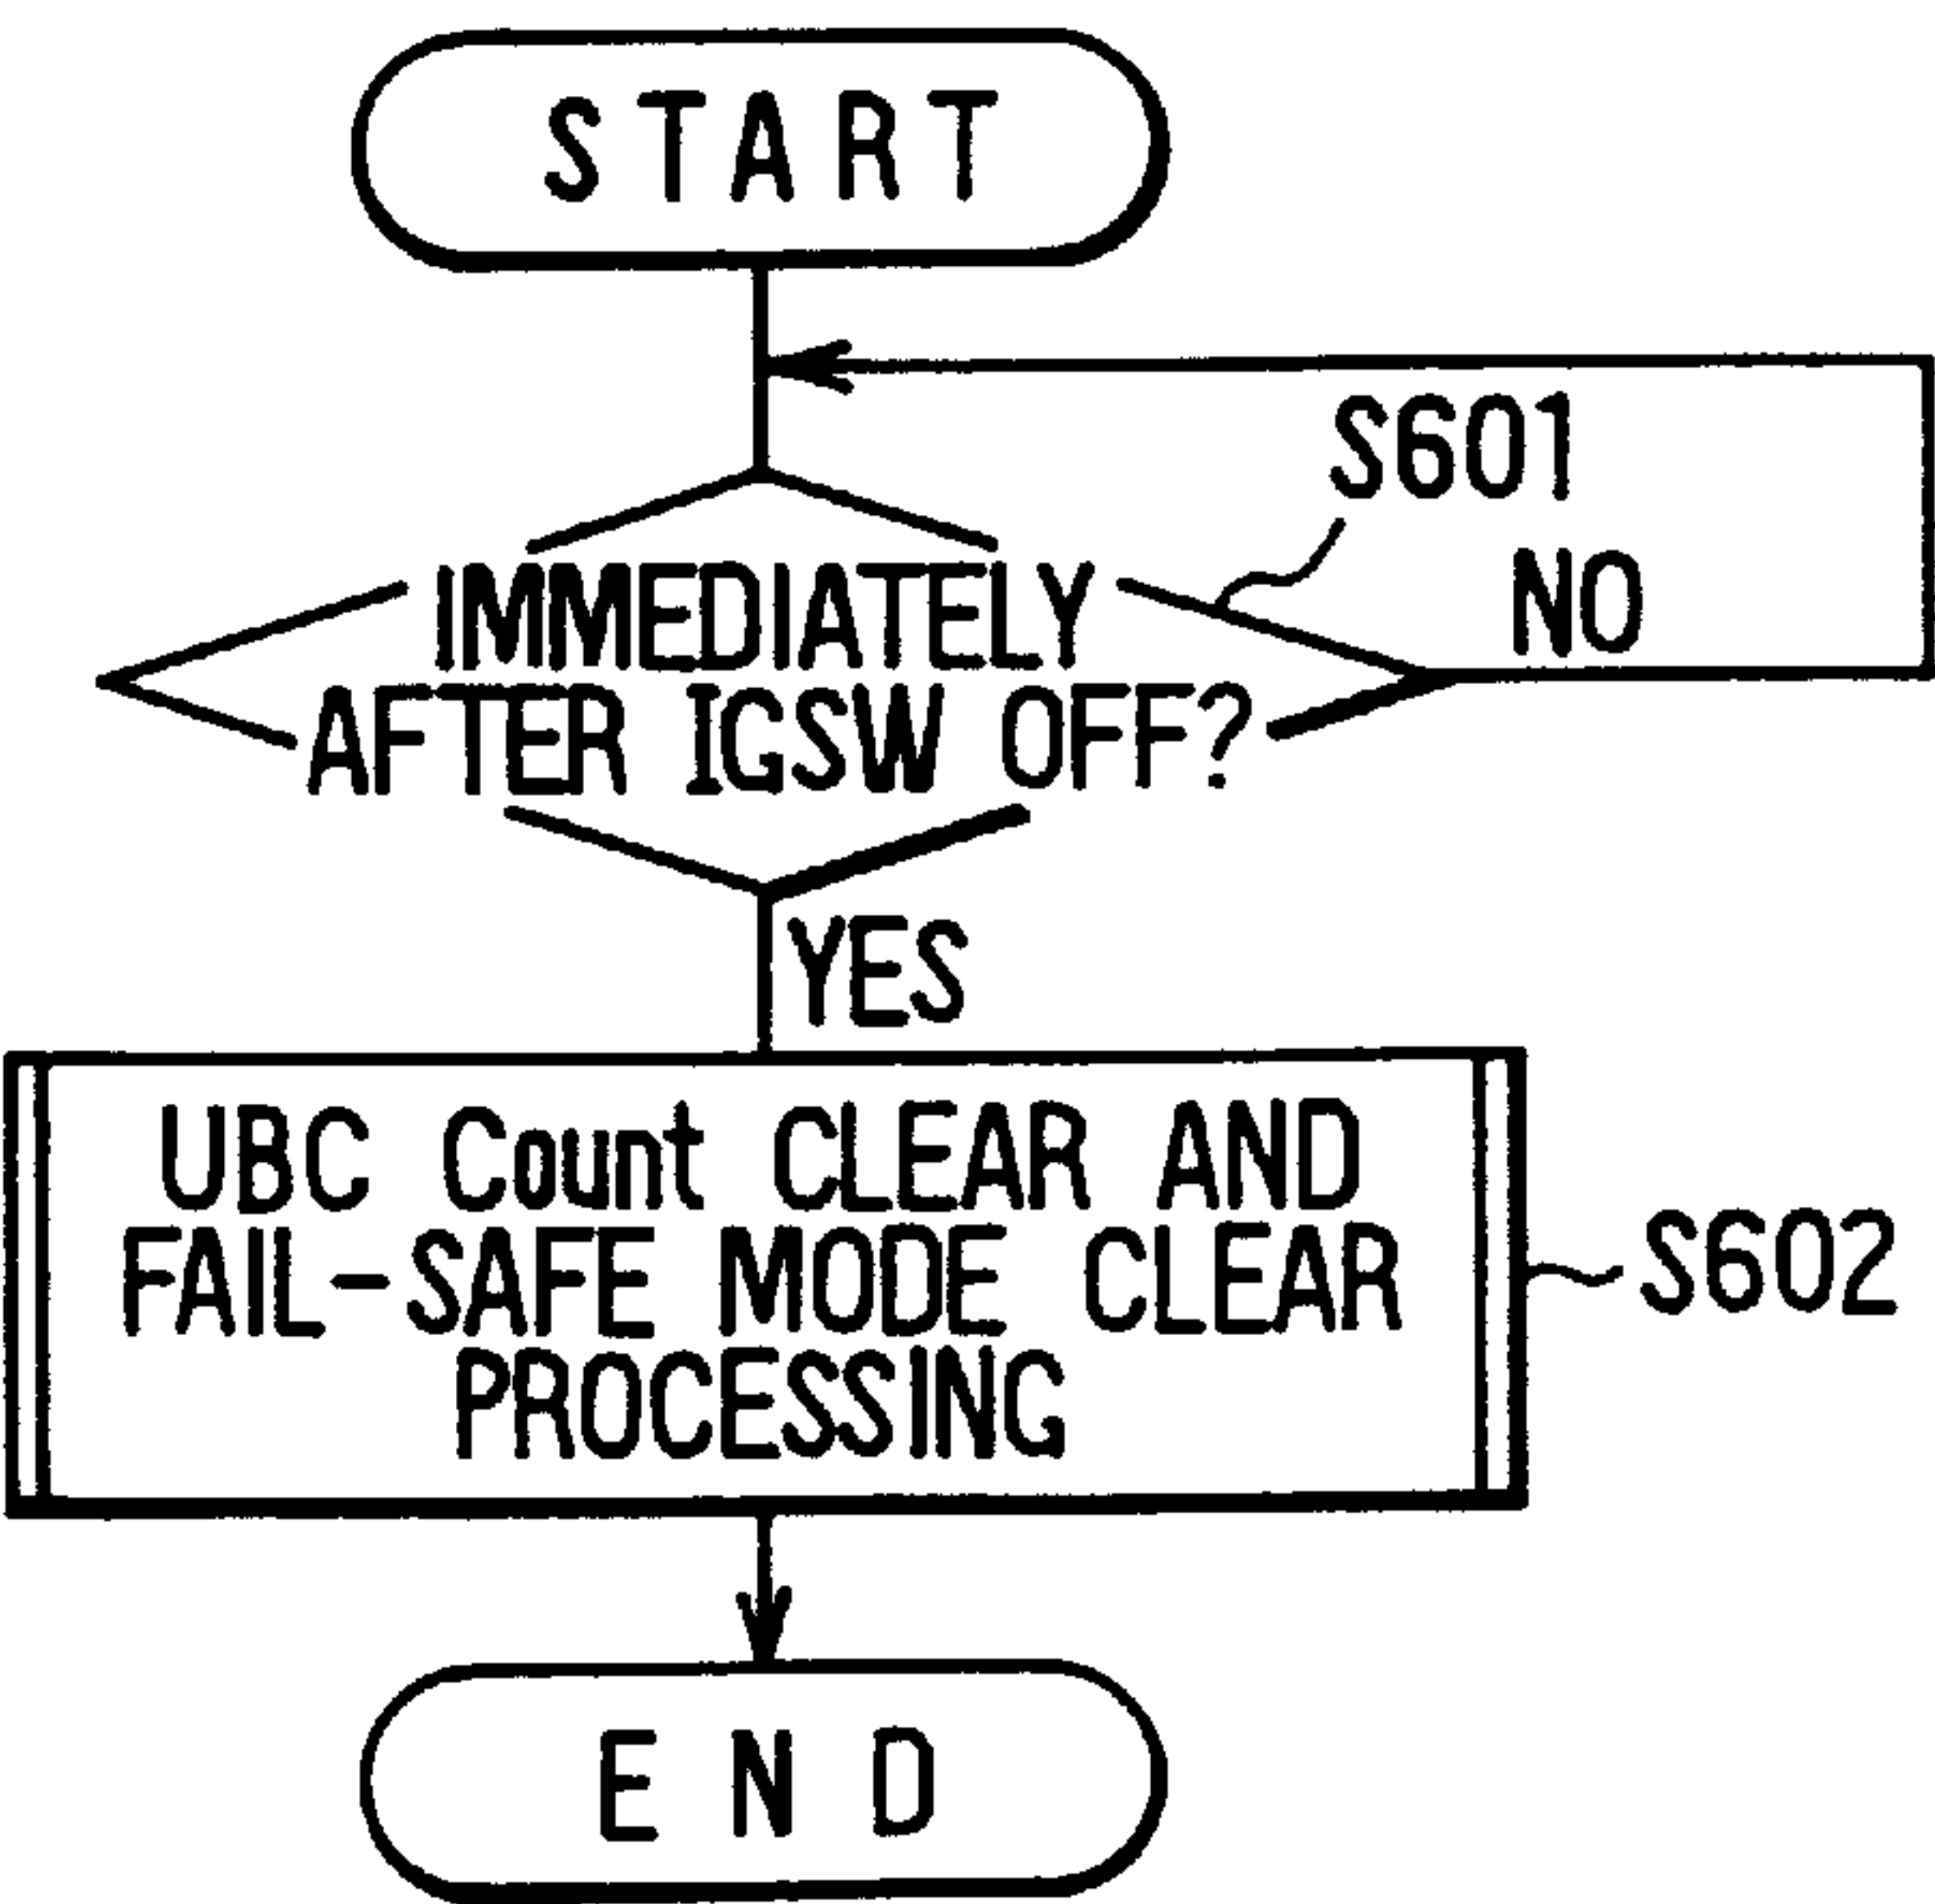 START
S601
NO
IMMEDIATELY
AFTER IGSW OFF?
YES
UBC Count CLEAR AND
FAIL-SAFE MODE CLEAR
PROCESSING
S602
END